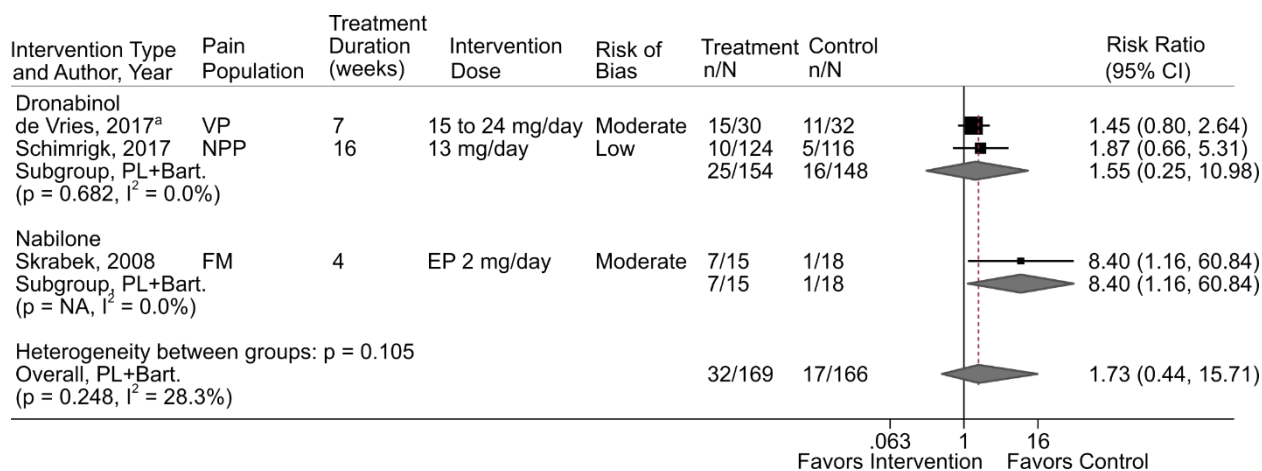 Intervention Type and Author, Year Pain Population Treatment Duration (weeks) Intervention Dose Risk of Bias Treatment n/N Control n/N Risk Ratio (95% CI)
Dronabinol
de Vries, 2017ᵃ VP 7 15 to 24 mg/day Moderate 15/30 11/32 1.45 (0.80, 2.64)
Schimrigk, 2017 NPP 16 13 mg/day Low 10/124 5/116 1.87 (0.66, 5.31)
Subgroup, PL+Bart. 25/154 16/148 1.55 (0.25, 10.98)
(p = 0.682, I² = 0.0%)
Nabilone
Skrabek, 2008 FM 4 EP 2 mg/day Moderate 7/15 1/18 8.40 (1.16, 60.84)
Subgroup, PL+Bart. 7/15 1/18 8.40 (1.16, 60.84)
(p = NA, I² = 0.0%)
Heterogeneity between groups: p = 0.105
Overall, PL+Bart. 32/169 17/166 1.73 (0.44, 15.71)
(p = 0.248, I² = 28.3%)
.063 1 16
Favors Intervention Favors Control